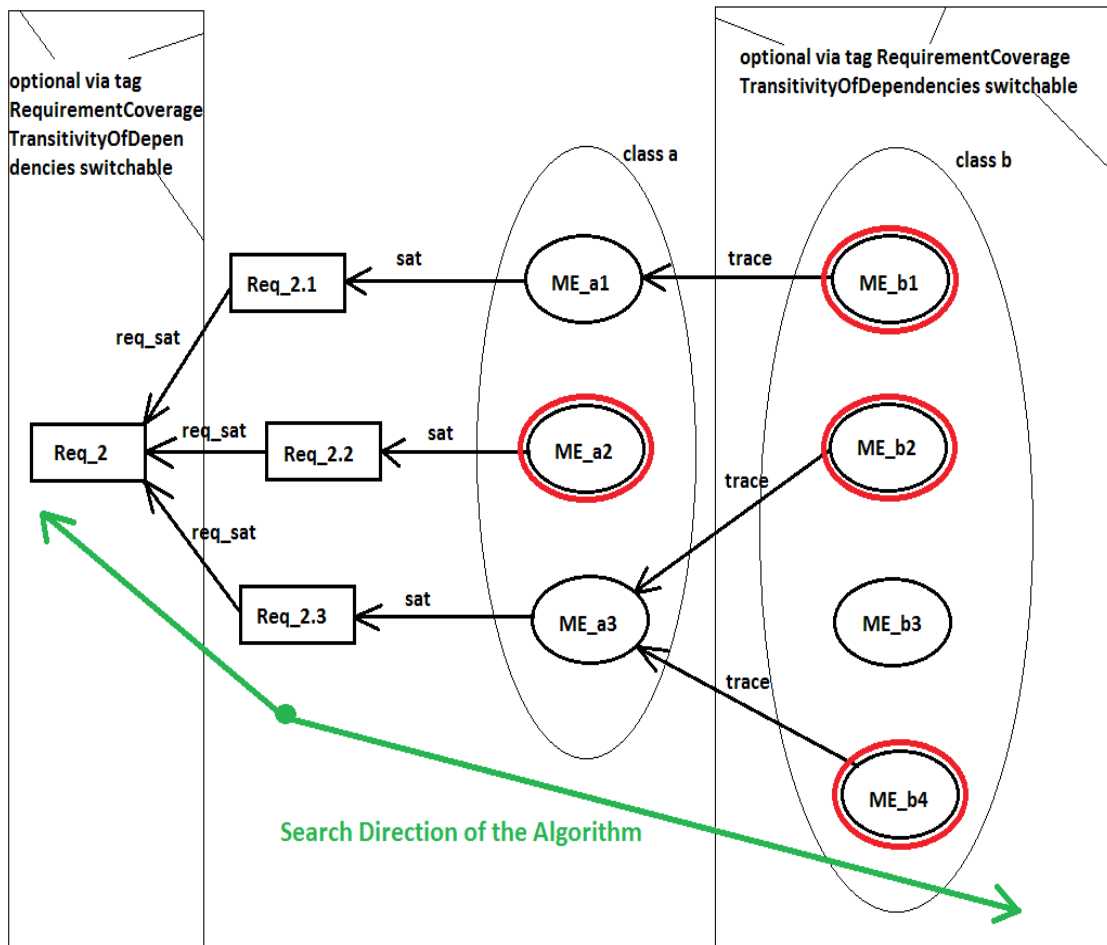 optional via tag
RequirementCoverage
TransitivityOfDepen
dencies switchable
optional via tag RequirementCoverage
TransitivityOfDependencies switchable
class a
class b
Req_2.1
sat
ME_a1
trace
ME_b1
req_sat
Req_2
req_sat
Req_2.2
sat
ME_a2
ME_b2
trace
req_sat
Req_2.3
sat
ME_a3
ME_b3
trace
ME_b4
Search Direction of the Algorithm